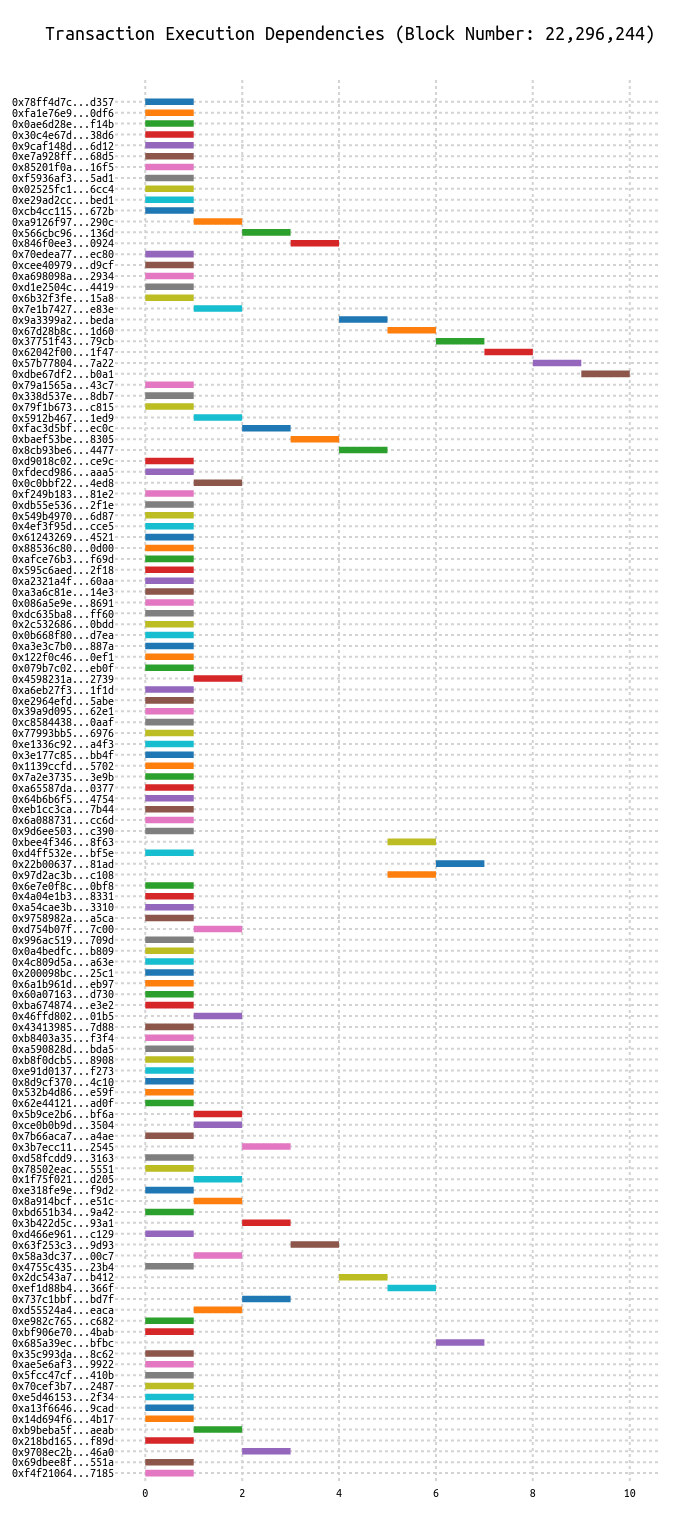 Transaction Execution Dependencies (Block Number: 22,296,244)
0x78ff4d7c...d357
0xfa1e76e9...0df6
0x0ae6d28e...f14b
0x30c4e67d...38d6
0x9caf148d...6d12
0xe7a928ff...68d5
0x85201f0a...16f5
0xf5936af3...5ad1
0x02525fc1...6cc4
0xe29ad2cc...bed1
0xcb4cc115...672b
0xa9126f97...290c
0x566cbc96...136d
0x846f0ee3...0924
0x70edea77...ec80
0xcee40979...d9cf
0xa698098a...2934
0xd1e2504c...4419
0x6b32f3fe...15a8
0x7e1b7427...e83e
0x9a3399a2...beda
0x67d28b8c...1d60
0x37751f43...79cb
0x62042f00...1f47
0x57b77804...7a22
0xdbe67df2...b0a1
0x79a1565a...43c7
0x338d537e...8db7
0x79f1b673...c815
0x5912b467...1ed9
0xfac3d5bf...ec0c
0xbaef53be...8305
0x8cb93be6...4477
0xd9018c02...ce9c
0xfdecd986...aaa5
0x0c0bbf22...4ed8
0xf249b183...81e2
0xdb55e536...2f1e
0x549b4970...6d87
0x4ef3f95d...cce5
0x61243269...4521
0x88536c80...0d00
0xafce76b3...f69d
0x595c6aed...2f18
0xa2321a4f...60aa
0xa3a6c81e...14e3
0x086a5e9e...8691
0xdc635ba8...ff60
0x2c532686...0bdd
0x0b668f80...d7ea
0xa3e3c7b0...887a
0x122f0c46...0ef1
0x079b7c02...eb0f
0x4598231a...2739
0xa6eb27f3...1f1d
0xe2964efd...5abe
0x39a9d095...62e1
0xc8584438...0aaf
0x77993bb5...6976
0xe1336c92...a4f3
0x3e177c85...bb4f
0x1139ccfd...5702
0x7a2e3735...3e9b
0xa65587da...0377
0x64b6b6f5...4754
0xeb1cc3ca...7b44
0x6a088731...cc6d
0x9d6ee503...c390
0xbee4f346...8f63
0xd4ff532e...bf5e
0x22b00637...81ad
0x97d2ac3b...c108
0x6e7e0f8c...0bf8
0x4a04e1b3...8331
0xa54cae3b...3310
0x9758982a...a5ca
0xd754b07f...7c00
0x996ac519...709d
0x0a4bedfc...b809
0x4c809d5a...a63e
0x200098bc...25c1
0x6a1b961d...eb97
0x60a07163...d730
0xba674874...e3e2
0x46ffd802...01b5
0x43413985...7d88
0xb8403a35...f3f4
0xa590828d...bda5
0xb8f0dcb5...8908
0xe91d0137...f273
0x8d9cf370...4c10
0x532b4d86...e59f
0x62e44121...ad0f
0x5b9ce2b6...bf6a
0xce0b0b9d...3504
0x7b66aca7...a4ae
0x3b7ecc11...2545
0xd58fcdd9...3163
0x78502eac...5551
0x1f75f021...d205
0xe318fe9e...f9d2
0x8a914bcf...e51c
0xbd651b34...9a42
0x3b422d5c...93a1
0xd466e961...c129
0x63f253c3...9d93
0x58a3dc37...00c7
0x4755c435...23b4
0x2dc543a7...b412
0xef1d88b4...366f
0x737c1bbf...bd7f
0xd55524a4...eaca
0xe982c765...c682
0xbf906e70...4bab
0x685a39ec...bfbc
0x35c993da...8c62
0xae5e6af3...9922
0x5fcc47cf...410b
0x70cef3b7...2487
0xe5d46153...2f34
0xa13f6646...9cad
0x14d694f6...4b17
0xb9beba5f...aeab
0x218bd165...f89d
0x9708ec2b...46a0
0x69dbee8f...551a
0xf4f21064...7185
0 2 4 6 8 10